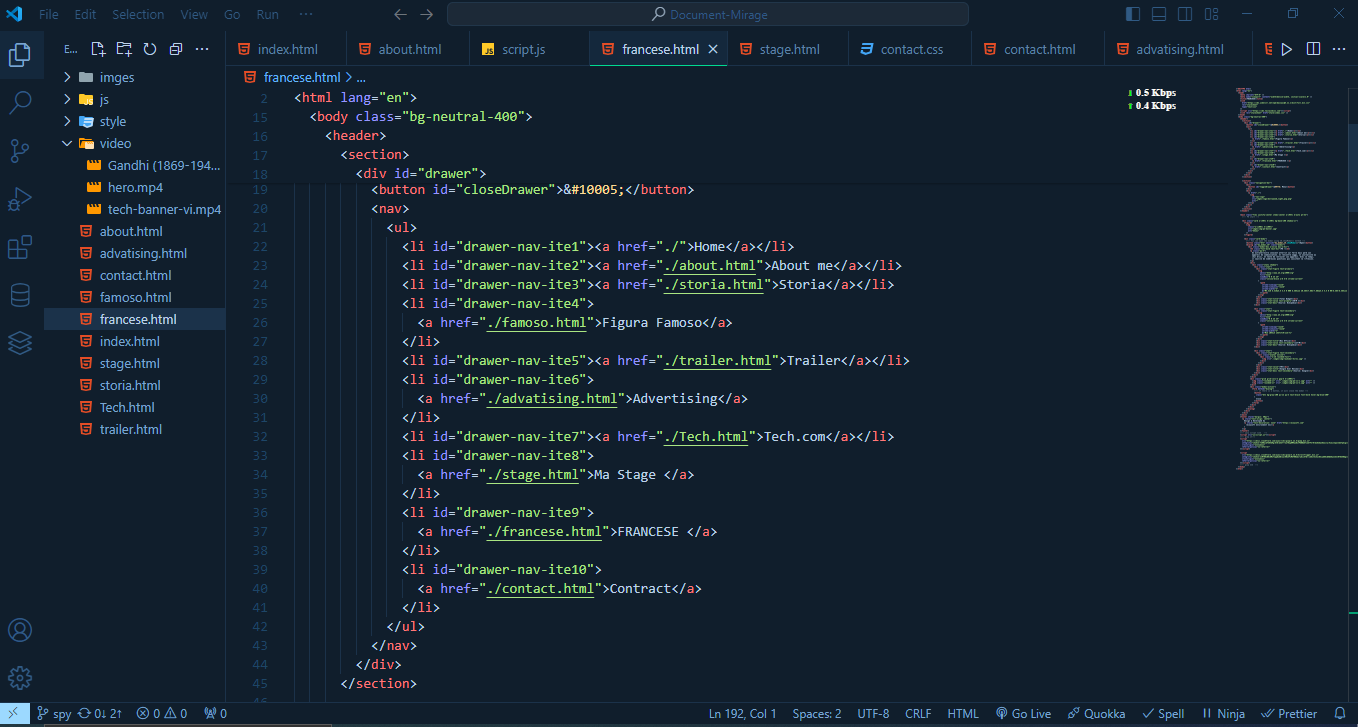 File Edit Selection View Go Run ··· Document-Mirage
E... ···
index.html about.html script.js francese.html stage.html contact.css contact.html advatising.html ···
imges
js
style
video
Gandhi (1869-194...
hero.mp4
tech-banner-vi.mp4
about.html
advatising.html
contact.html
famoso.html
francese.html
index.html
stage.html
storia.html
Tech.html
trailer.html
francese.html > ...
0.5 Kbps
0.4 Kbps
2 <html lang="en">
15 <body class="bg-neutral-400">
16 <header>
17 <section>
18 <div id="drawer">
19 <button id="closeDrawer">&#10005;</button>
20 <nav>
21 <ul>
22 <li id="drawer-nav-ite1"><a href="./">Home</a></li>
23 <li id="drawer-nav-ite2"><a href="./about.html">About me</a></li>
24 <li id="drawer-nav-ite3"><a href="./storia.html">Storia</a></li>
25 <li id="drawer-nav-ite4">
26 <a href="./famoso.html">Figura Famoso</a>
27 </li>
28 <li id="drawer-nav-ite5"><a href="./trailer.html">Trailer</a></li>
29 <li id="drawer-nav-ite6">
30 <a href="./advatising.html">Advertising</a>
31 </li>
32 <li id="drawer-nav-ite7"><a href="./Tech.html">Tech.com</a></li>
33 <li id="drawer-nav-ite8">
34 <a href="./stage.html">Ma Stage </a>
35 </li>
36 <li id="drawer-nav-ite9">
37 <a href="./francese.html">FRANCESE </a>
38 </li>
39 <li id="drawer-nav-ite10">
40 <a href="./contact.html">Contract</a>
41 </li>
42 </ul>
43 </nav>
44 </div>
45 </section>
spy 0↓ 2↑ 0 0 0 Ln 192, Col 1 Spaces: 2 UTF-8 CRLF HTML Go Live Quokka Spell Ninja Prettier